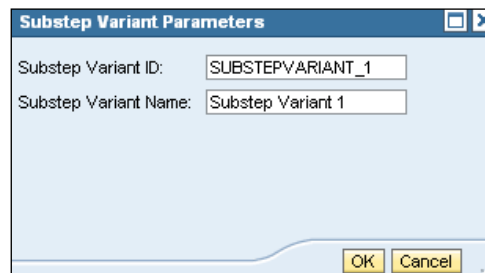 Substep Variant Parameters
Substep Variant ID: SUBSTEPVARIANT_1
Substep Variant Name: Substep Variant 1
OK Cancel